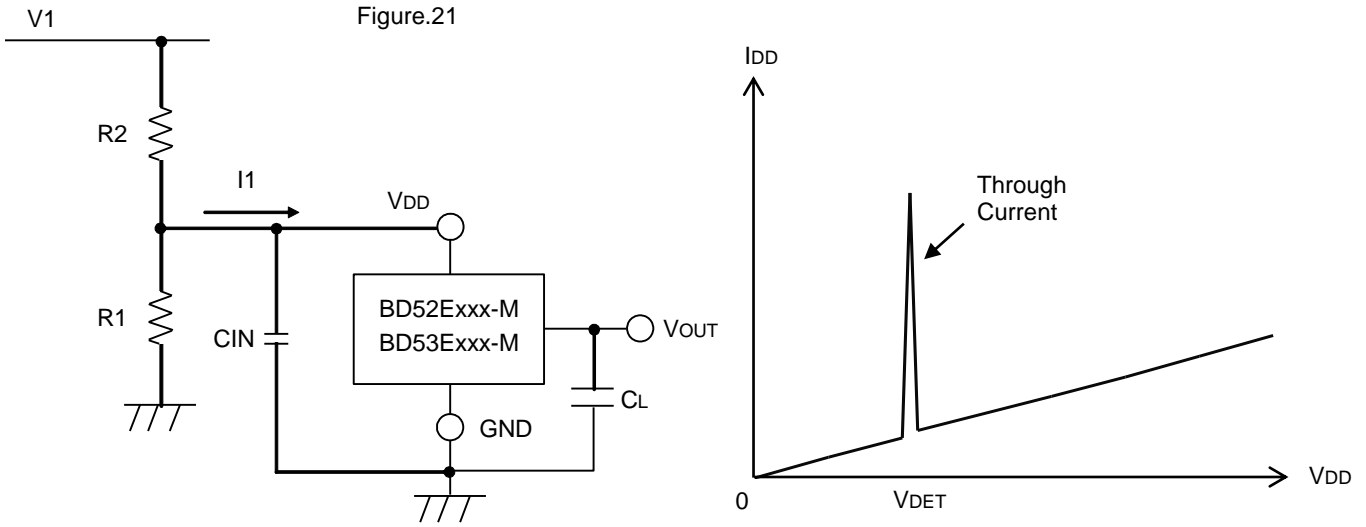 V1
Figure.21
R2
I1
VDD
BD52Exxx-M
BD53Exxx-M
R1
CIN
VOUT
CL
GND
IDD
Through
Current
0
VDET
VDD